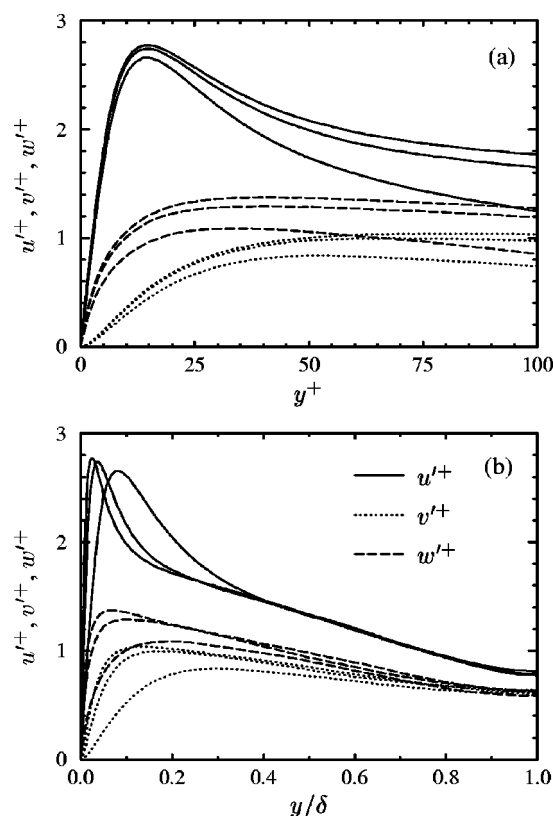 3
(a)
2
u′+, v′+, w′+
1
0
0
25
50
75
100
y+
3
(b)
u′+
v′+
w′+
2
u′+, v′+, w′+
1
0
0.0
0.2
0.4
0.6
0.8
1.0
y/δ